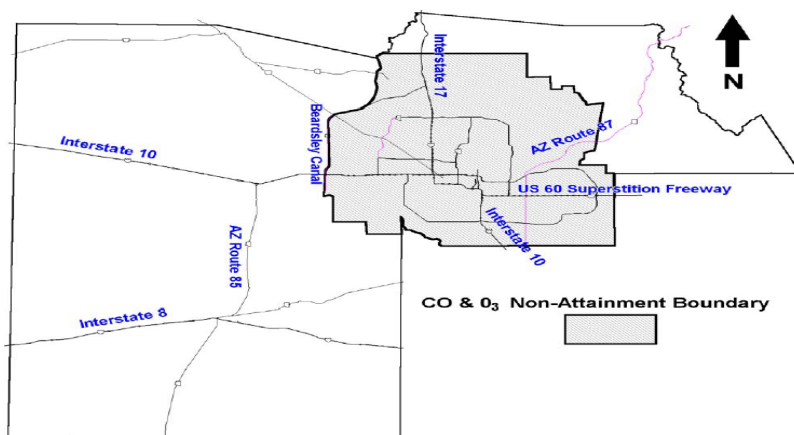 Interstate 17
N
Interstate 10
Beardsley Canal
AZ Route 87
US 60 Superstition Freeway
AZ Route 85
Interstate 10
Interstate 8
CO & 0₃ Non-Attainment Boundary